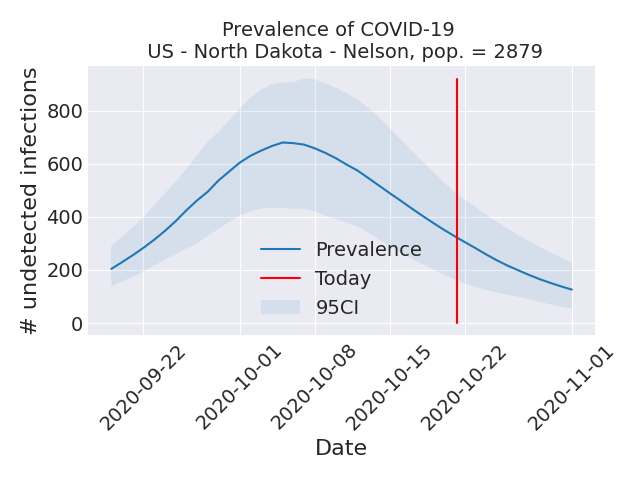 Prevalence of COVID-19
US - North Dakota - Nelson, pop. = 2879
# undetected infections
800
600
400
200
0
Prevalence
Today
95CI
2020-09-22
2020-10-01
2020-10-08
2020-10-15
2020-10-22
2020-11-01
Date